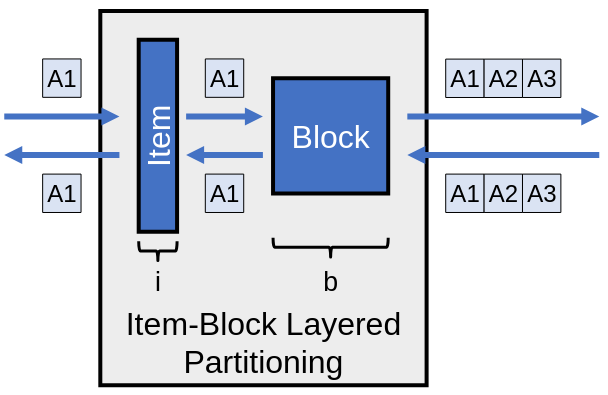 A1
A1
A1 A2 A3
Item
Block
A1
A1
A1 A2 A3
i
b
Item-Block Layered
Partitioning